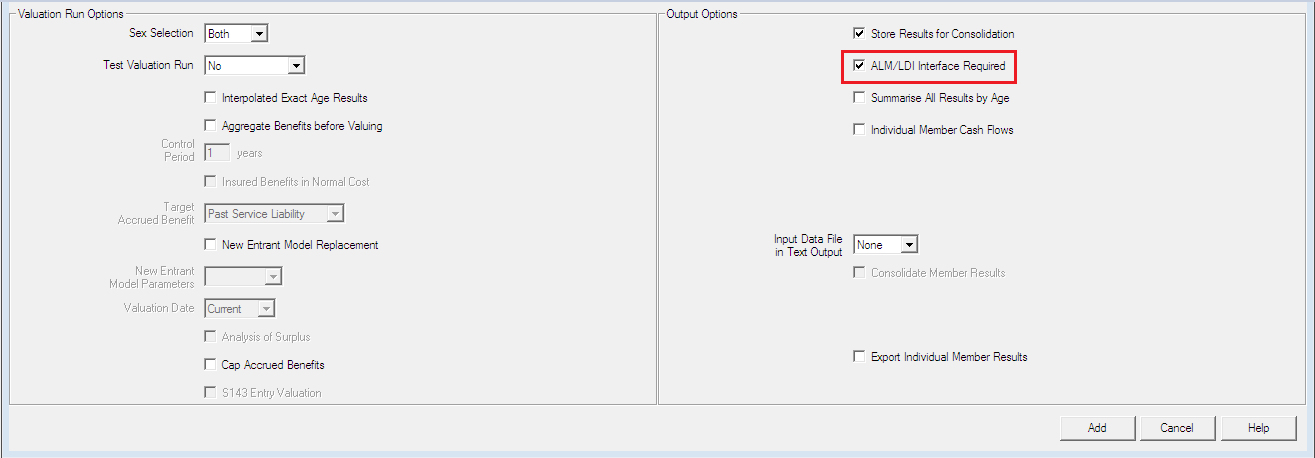 Valuation Run Options
Sex Selection Both
Test Valuation Run No
Interpolated Exact Age Results
Aggregate Benefits before Valuing
Control
Period 1 years
Insured Benefits in Normal Cost
Target
Accrued Benefit Past Service Liability
New Entrant Model Replacement
New Entrant
Model Parameters
Valuation Date Current
Analysis of Surplus
Cap Accrued Benefits
S143 Entry Valuation
Output Options
Store Results for Consolidation
ALM/LDI Interface Required
Summarise All Results by Age
Individual Member Cash Flows
Input Data File
in Text Output None
Consolidate Member Results
Export Individual Member Results
Add Cancel Help